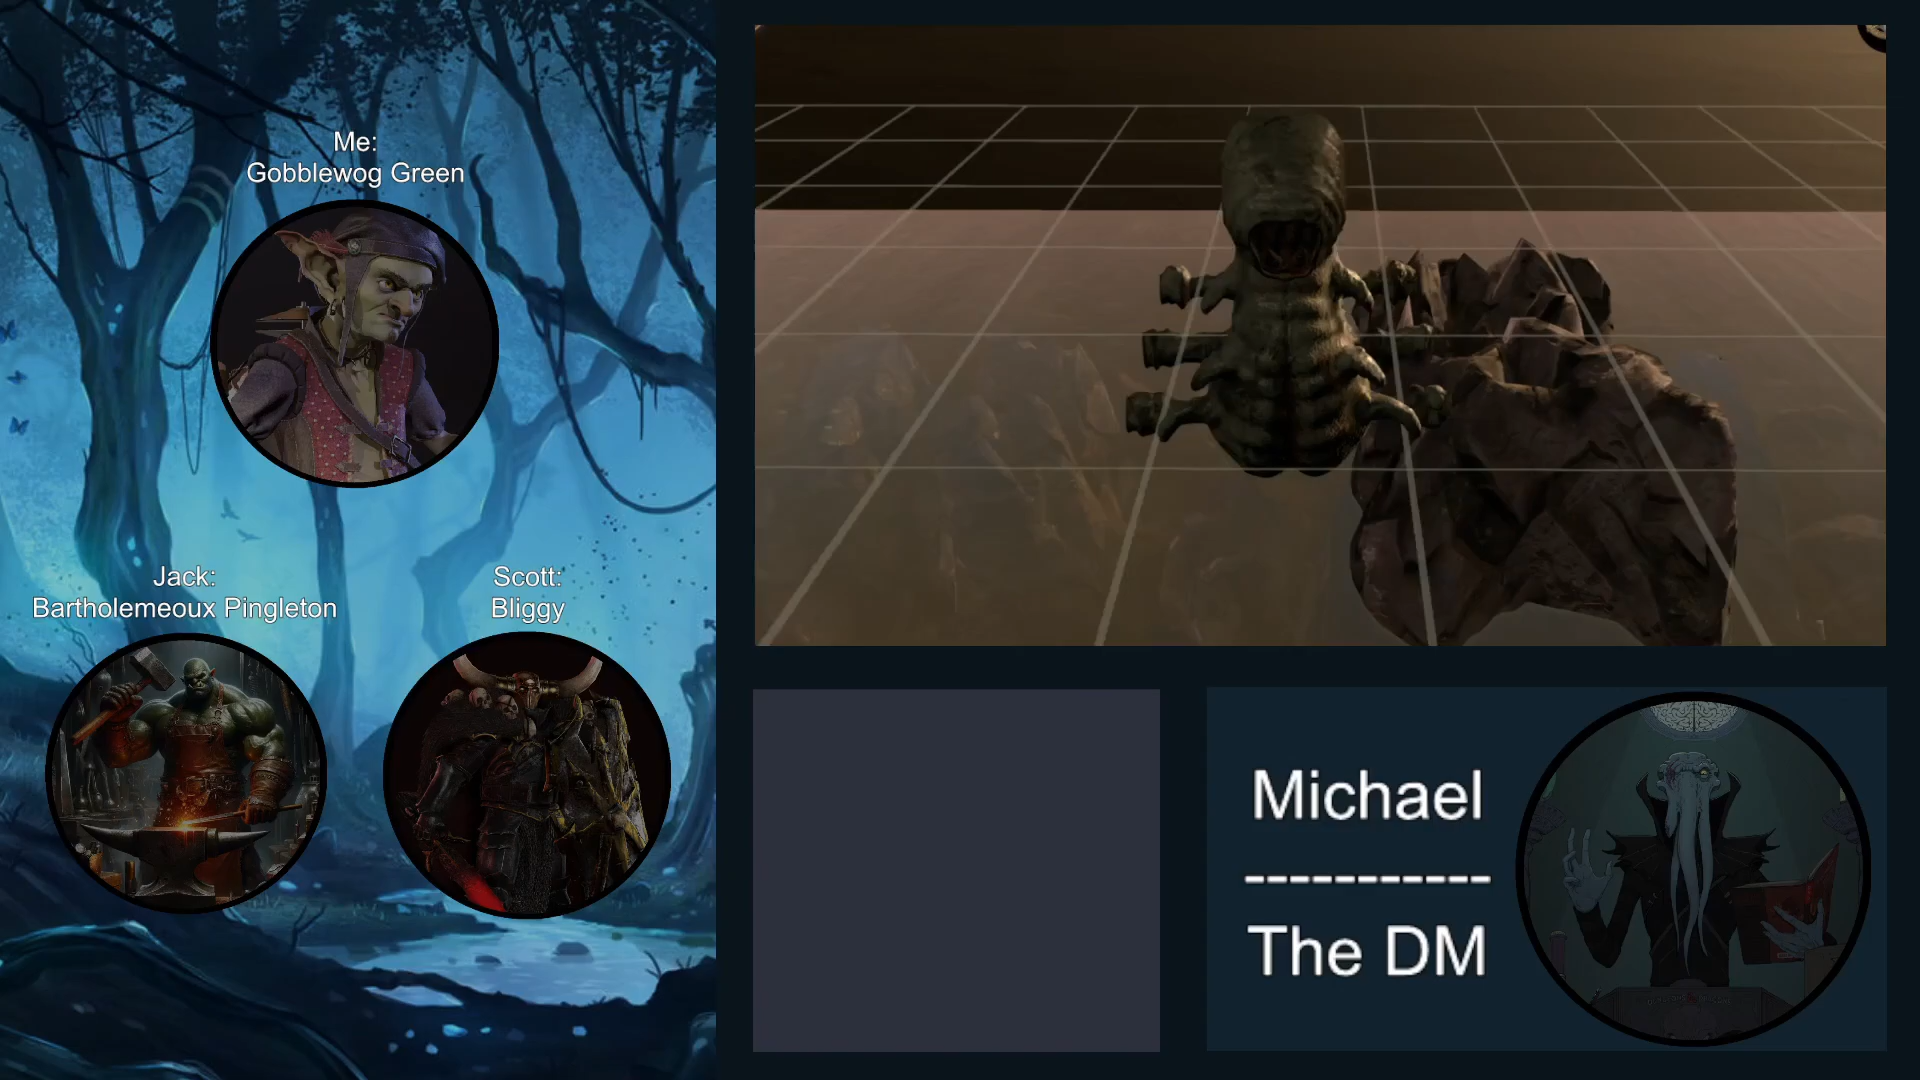 Me:
Gobblewog Green
Jack:
Bartholemeoux Pingleton
Scott:
Bliggy
Michael
-----------
The DM